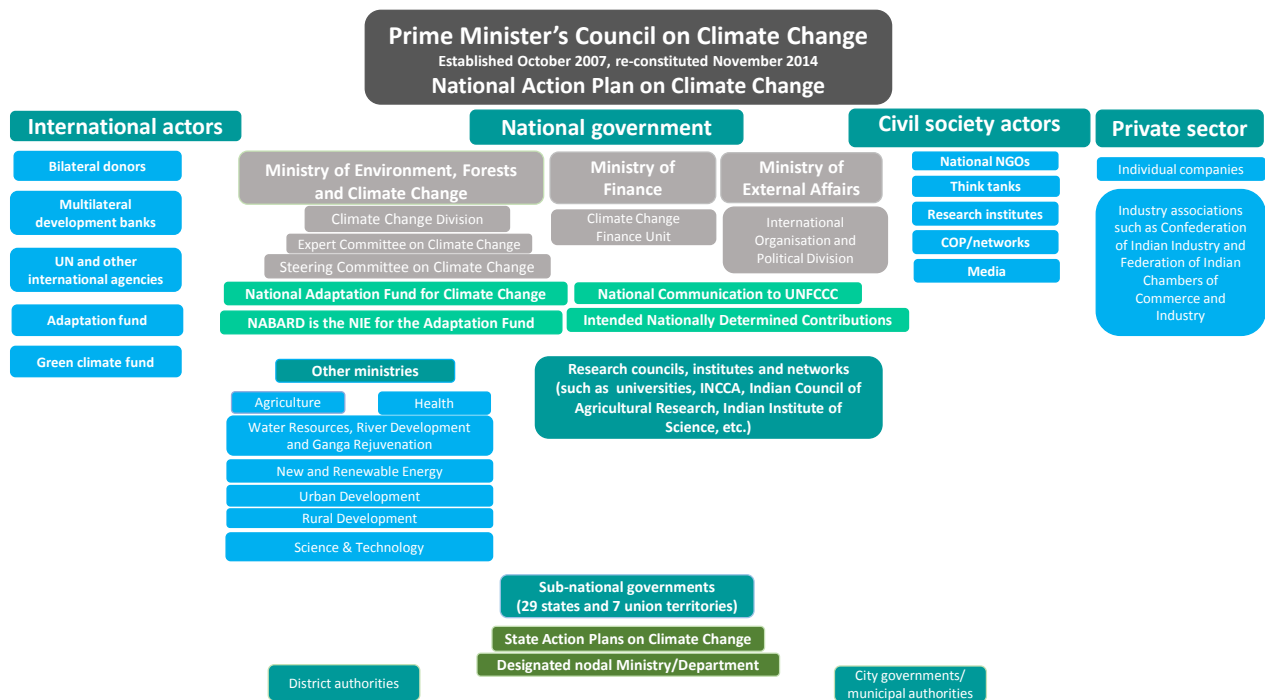 Prime Minister's Council on Climate Change
Established October 2007, re-constituted November 2014
National Action Plan on Climate Change
International actors
National government
Civil society actors
Private sector
Bilateral donors
Multilateral
development banks
UN and other
international agencies
Adaptation fund
Green climate fund
Ministry of Environment, Forests
and Climate Change
Climate Change Division
Expert Committee on Climate Change
Steering Committee on Climate Change
Ministry of
Finance
Climate Change
Finance Unit
Ministry of
External Affairs
International
Organisation and
Political Division
National Adaptation Fund for Climate Change
National Communication to UNFCCC
NABARD is the NIE for the Adaptation Fund
Intended Nationally Determined Contributions
National NGOs
Think tanks
Research institutes
COP/networks
Media
Individual companies
Industry associations
such as Confederation
of Indian Industry and
Federation of Indian
Chambers of
Commerce and
Industry
Other ministries
Agriculture
Health
Water Resources, River Development
and Ganga Rejuvenation
New and Renewable Energy
Urban Development
Rural Development
Science & Technology
Research councils, institutes and networks
(such as universities, INCCA, Indian Council of
Agricultural Research, Indian Institute of
Science, etc.)
Sub-national governments
(29 states and 7 union territories)
State Action Plans on Climate Change
Designated nodal Ministry/Department
District authorities
City governments/
municipal authorities